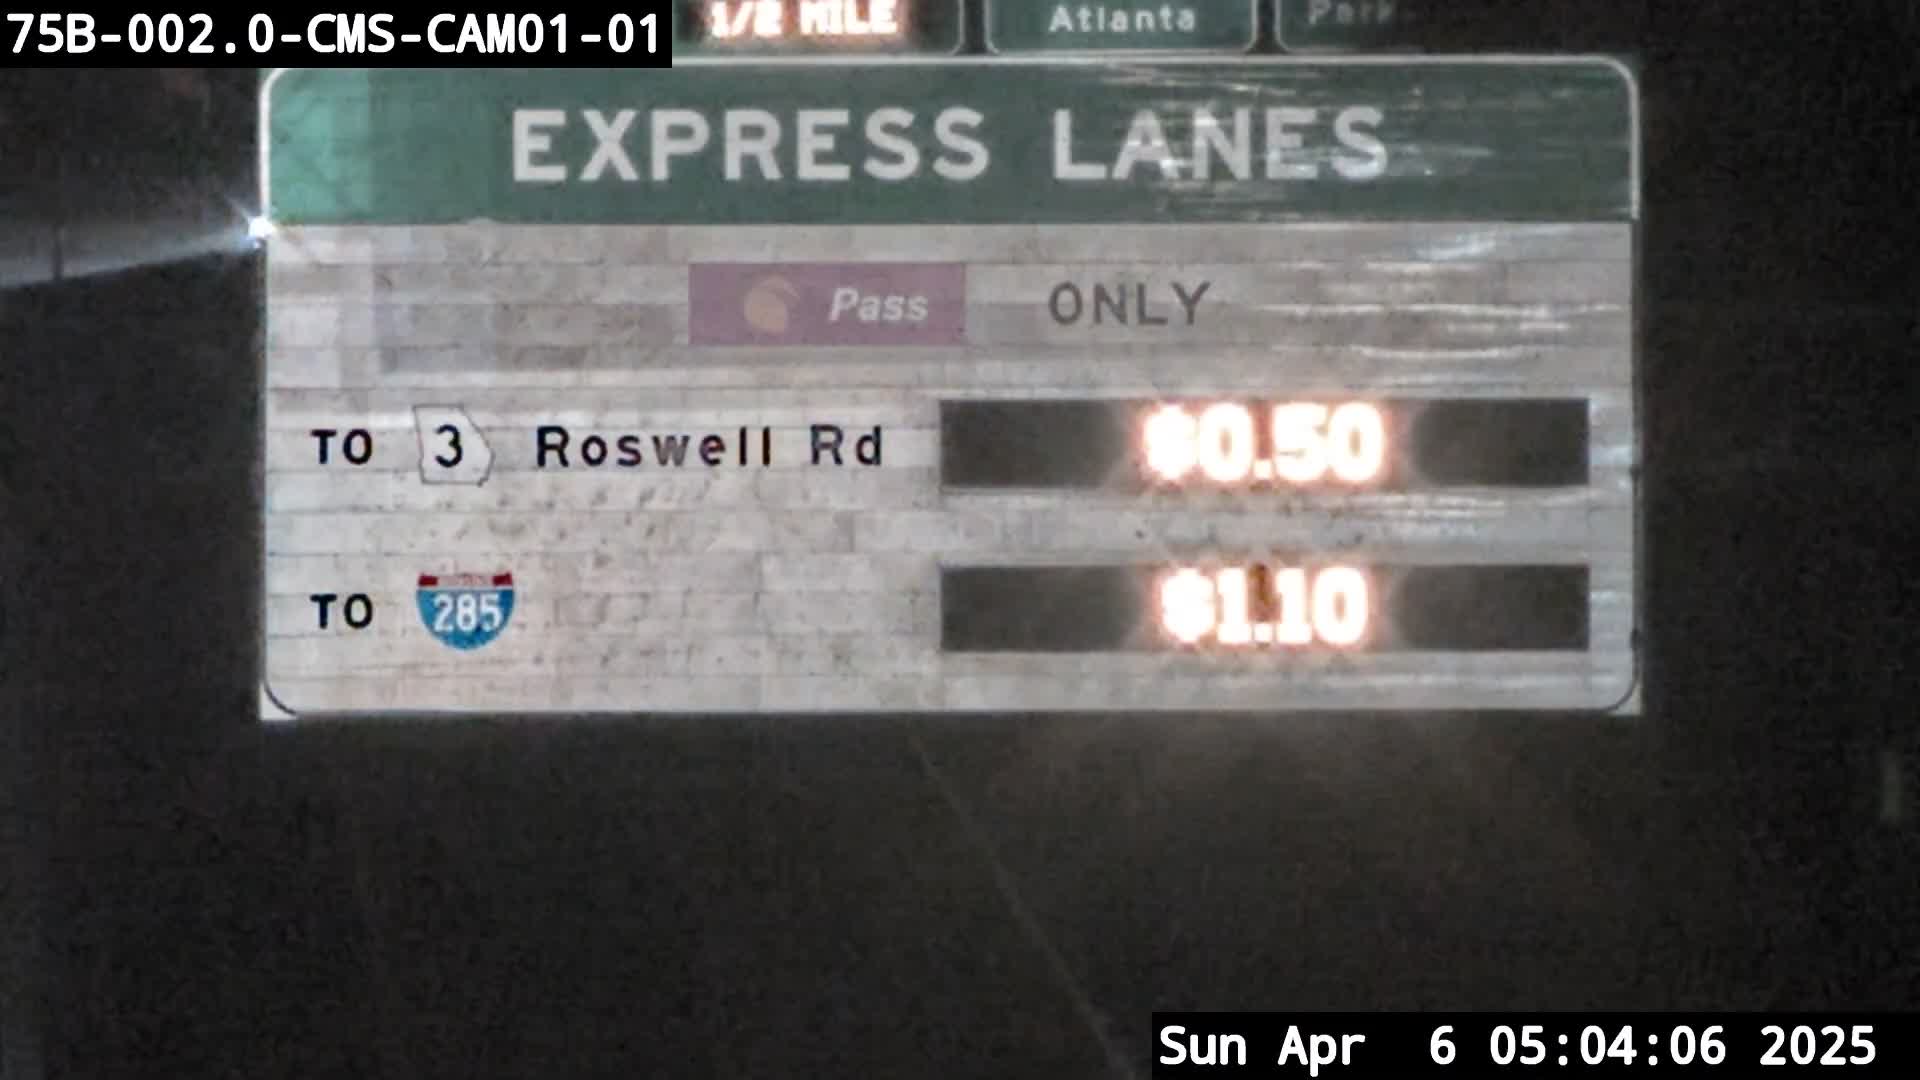 75B-002.0-CMS-CAM01-01
1/2 MILE
Atlanta
Park
EXPRESS LANES
Pass ONLY
TO 3 Roswell Rd $0.50
TO 285 $1.10
Sun Apr 6 05:04:06 2025